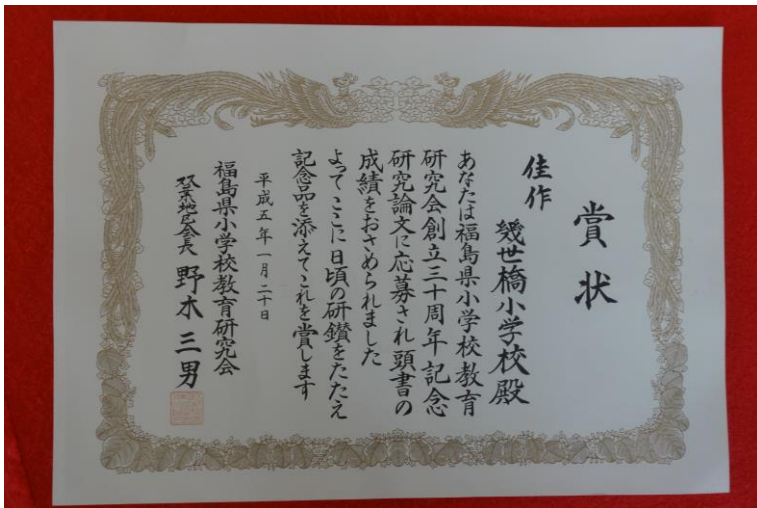 賞状
佳作
幾世橋小学校殿
あなたは福島県小学校教育
研究会創立三十周年記念
研究論文に応募され頭書の
成績をおさめられました
よってここに日頃の研鑽をたたえ
記念品を添えてこれを賞します
平成五年一月二十日
福島県小学校教育研究会
双葉地区会長 野木三男